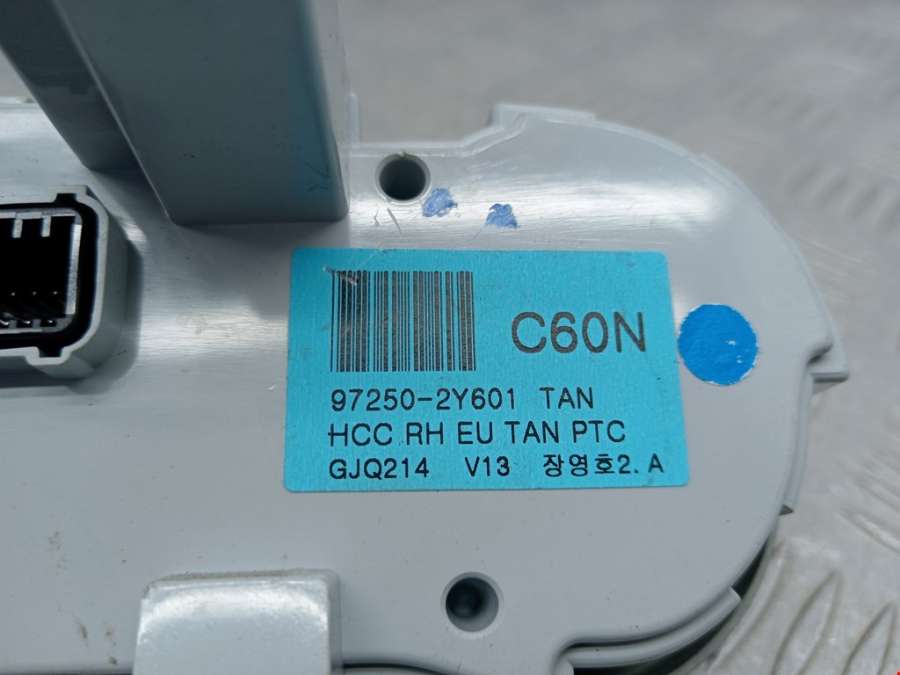 C60N
97250-2Y601 TAN
HCC RH EU TAN PTC
GJQ214 V13 장영호2. A